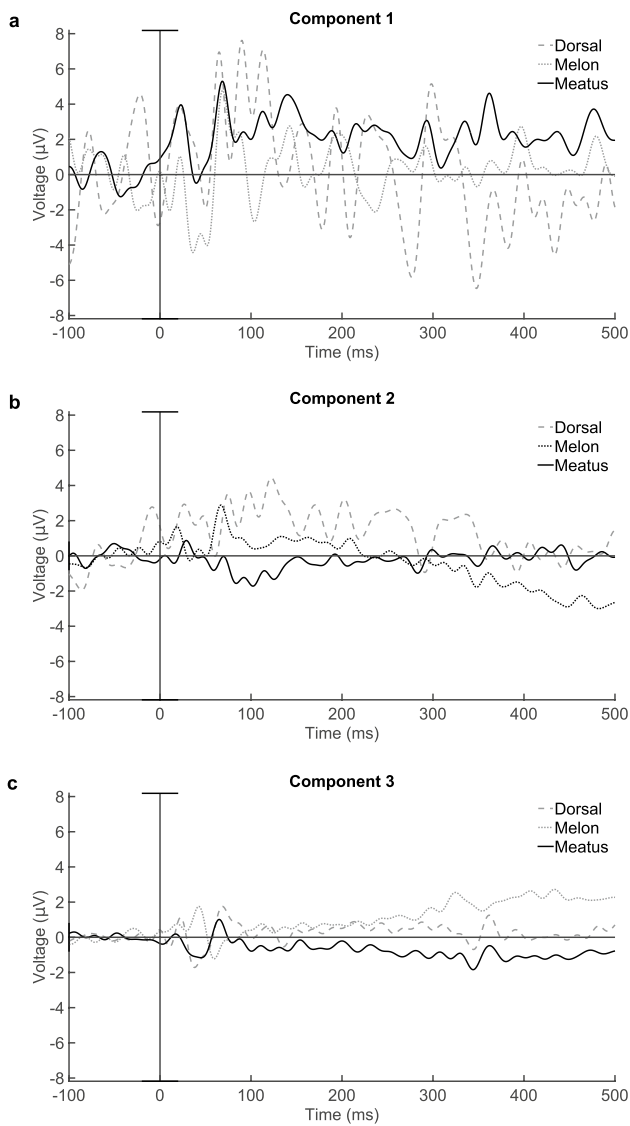 a
Component 1
8
6
4
2
0
-2
-4
-6
-8
Voltage (µV)
Dorsal
Melon
Meatus
-100 0 100 200 300 400 500
Time (ms)
b
Component 2
8
6
4
2
0
-2
-4
-6
-8
Voltage (µV)
Dorsal
Melon
Meatus
-100 0 100 200 300 400 500
Time (ms)
c
Component 3
8
6
4
2
0
-2
-4
-6
-8
Voltage (µV)
Dorsal
Melon
Meatus
-100 0 100 200 300 400 500
Time (ms)